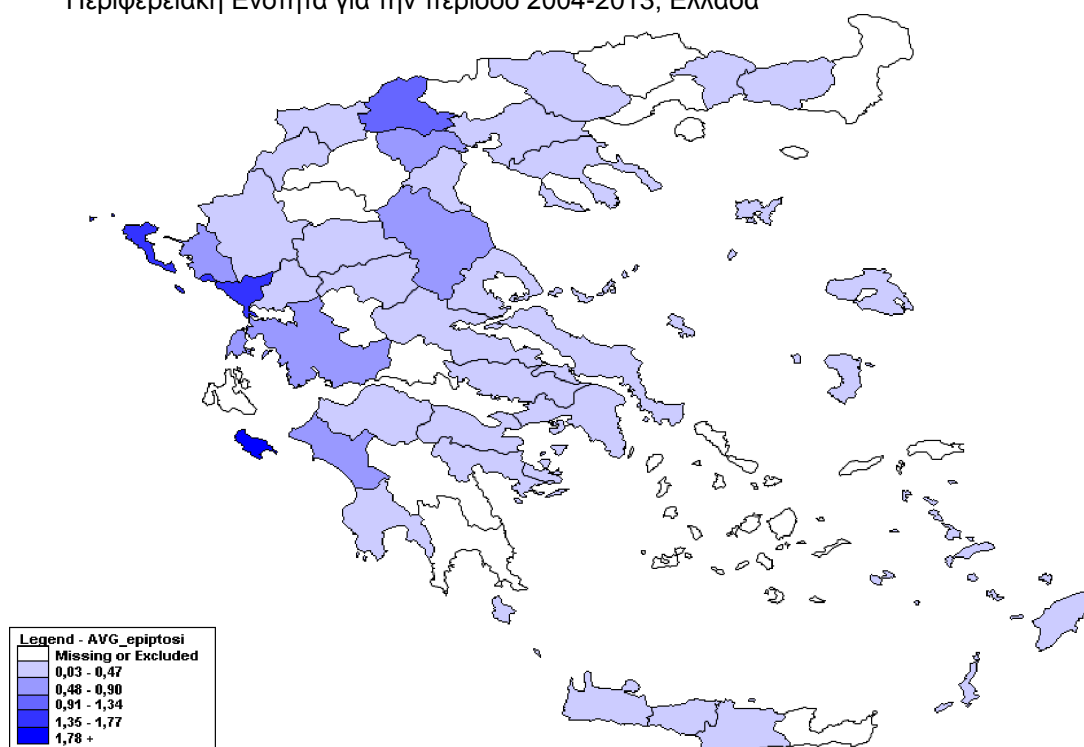 Περιφερειακή Ενότητα για την περίοδο 2004-2013, Ελλάδα
Legend - AVG_epiptosi
Missing or Excluded
0,03 - 0,47
0,48 - 0,90
0,91 - 1,34
1,35 - 1,77
1,78 +